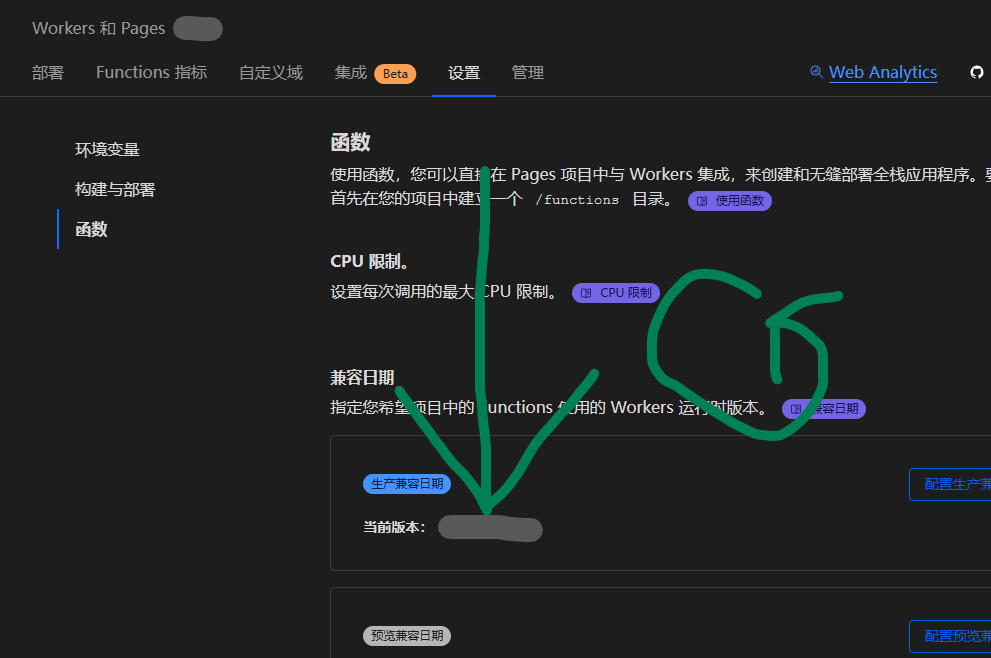 Workers 和 Pages
部署 Functions 指标 自定义域 集成 Beta 设置 管理 Web Analytics
环境变量
构建与部署
函数
函数
使用函数，您可以直接在 Pages 项目中与 Workers 集成，来创建和无缝部署全栈应用程序。要
首先在您的项目中建立一个 /functions 目录。 使用函数
CPU 限制。
设置每次调用的最大 CPU 限制。 CPU 限制
兼容日期
指定您希望项目中的 Functions 使用的 Workers 运行时版本。 兼容日期
生产兼容日期
配置生产兼
当前版本：
预览兼容日期
配置预览兼